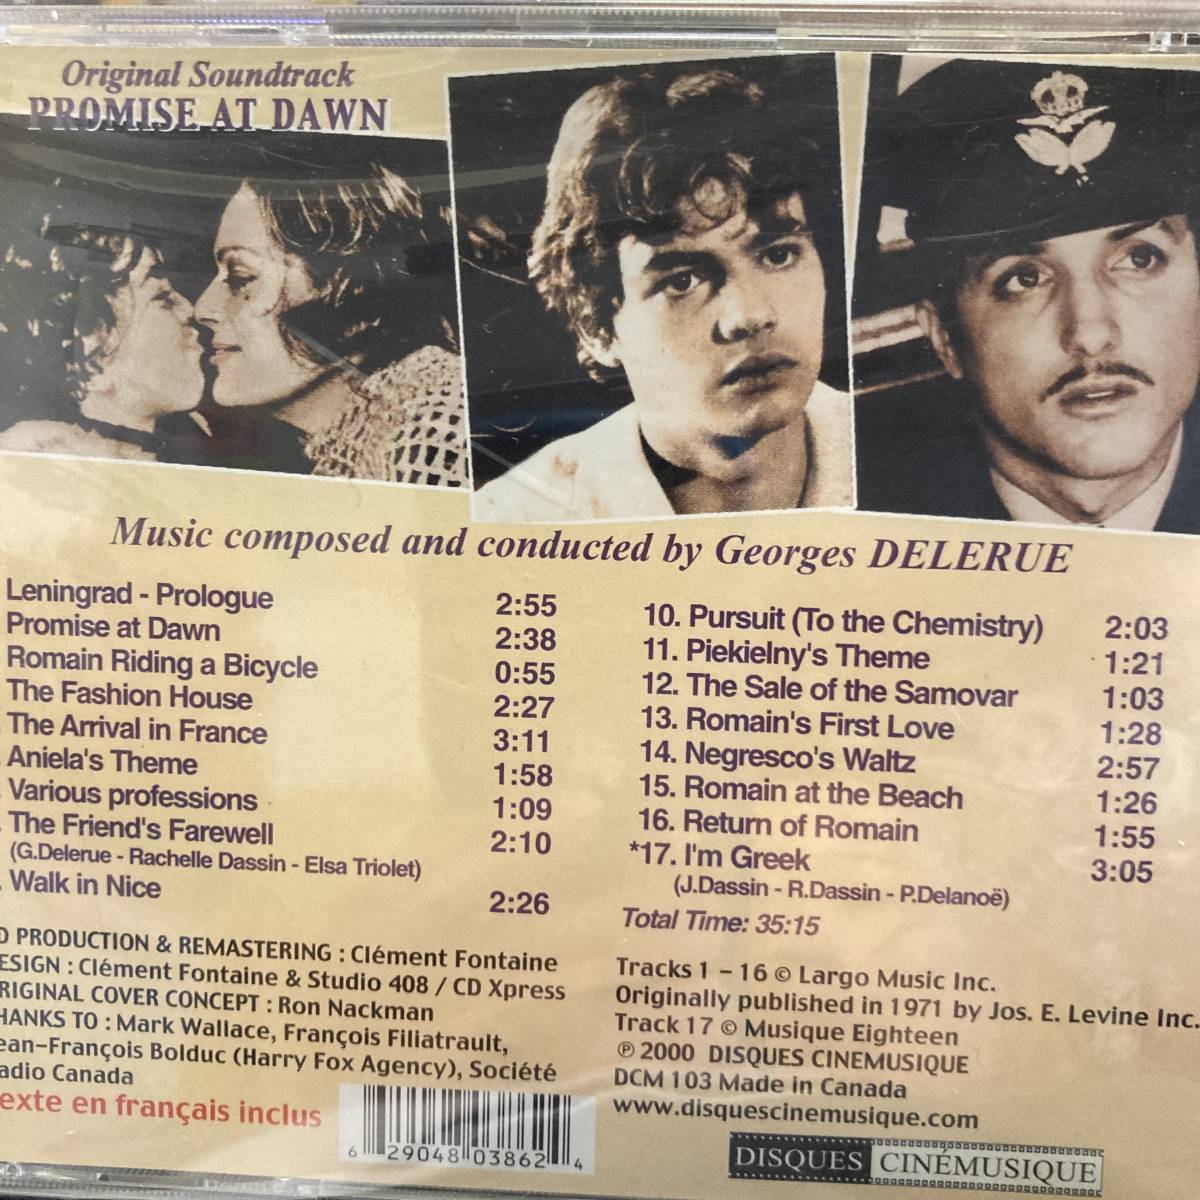 Original Soundtrack
PROMISE AT DAWN
Music composed and conducted by Georges DELERUE
Leningrad - Prologue 2:55
Promise at Dawn 2:38
Romain Riding a Bicycle 0:55
The Fashion House 2:27
The Arrival in France 3:11
Aniela's Theme 1:58
Various professions 1:09
The Friend's Farewell 2:10
(G.Delerue - Rachelle Dassin - Elsa Triolet)
Walk in Nice 2:26
10. Pursuit (To the Chemistry) 2:03
11. Piekielny's Theme 1:21
12. The Sale of the Samovar 1:03
13. Romain's First Love 1:28
14. Negresco's Waltz 2:57
15. Romain at the Beach 1:26
16. Return of Romain 1:55
*17. I'm Greek 3:05
(J.Dassin - R.Dassin - P.Delanoë)
Total Time: 35:15
D PRODUCTION & REMASTERING : Clément Fontaine
ESIGN : Clément Fontaine & Studio 408 / CD Xpress
RIGINAL COVER CONCEPT : Ron Nackman
HANKS TO : Mark Wallace, François Filiatrault,
ean-François Bolduc (Harry Fox Agency), Société
adio Canada
exte en français inclus
6 29048 03862 4
Tracks 1 - 16 © Largo Music Inc.
Originally published in 1971 by Jos. E. Levine Inc.
Track 17 © Musique Eighteen
℗ 2000 DISQUES CINEMUSIQUE
DCM 103 Made in Canada
www.disquescinemusique.com
DISQUES CINÉMUSIQUE